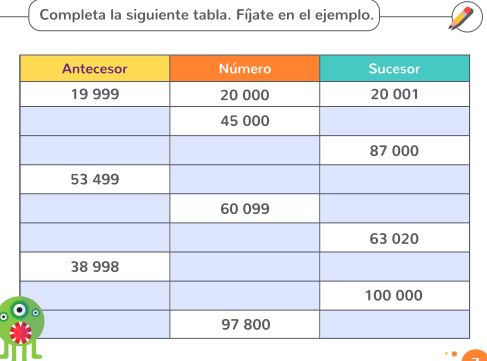 Completa la siguiente tabla. Fíjate en el ejemplo.
Antecesor Número Sucesor
19 999 20 000 20 001
45 000
87 000
53 499
60 099
63 020
38 998
100 000
97 800